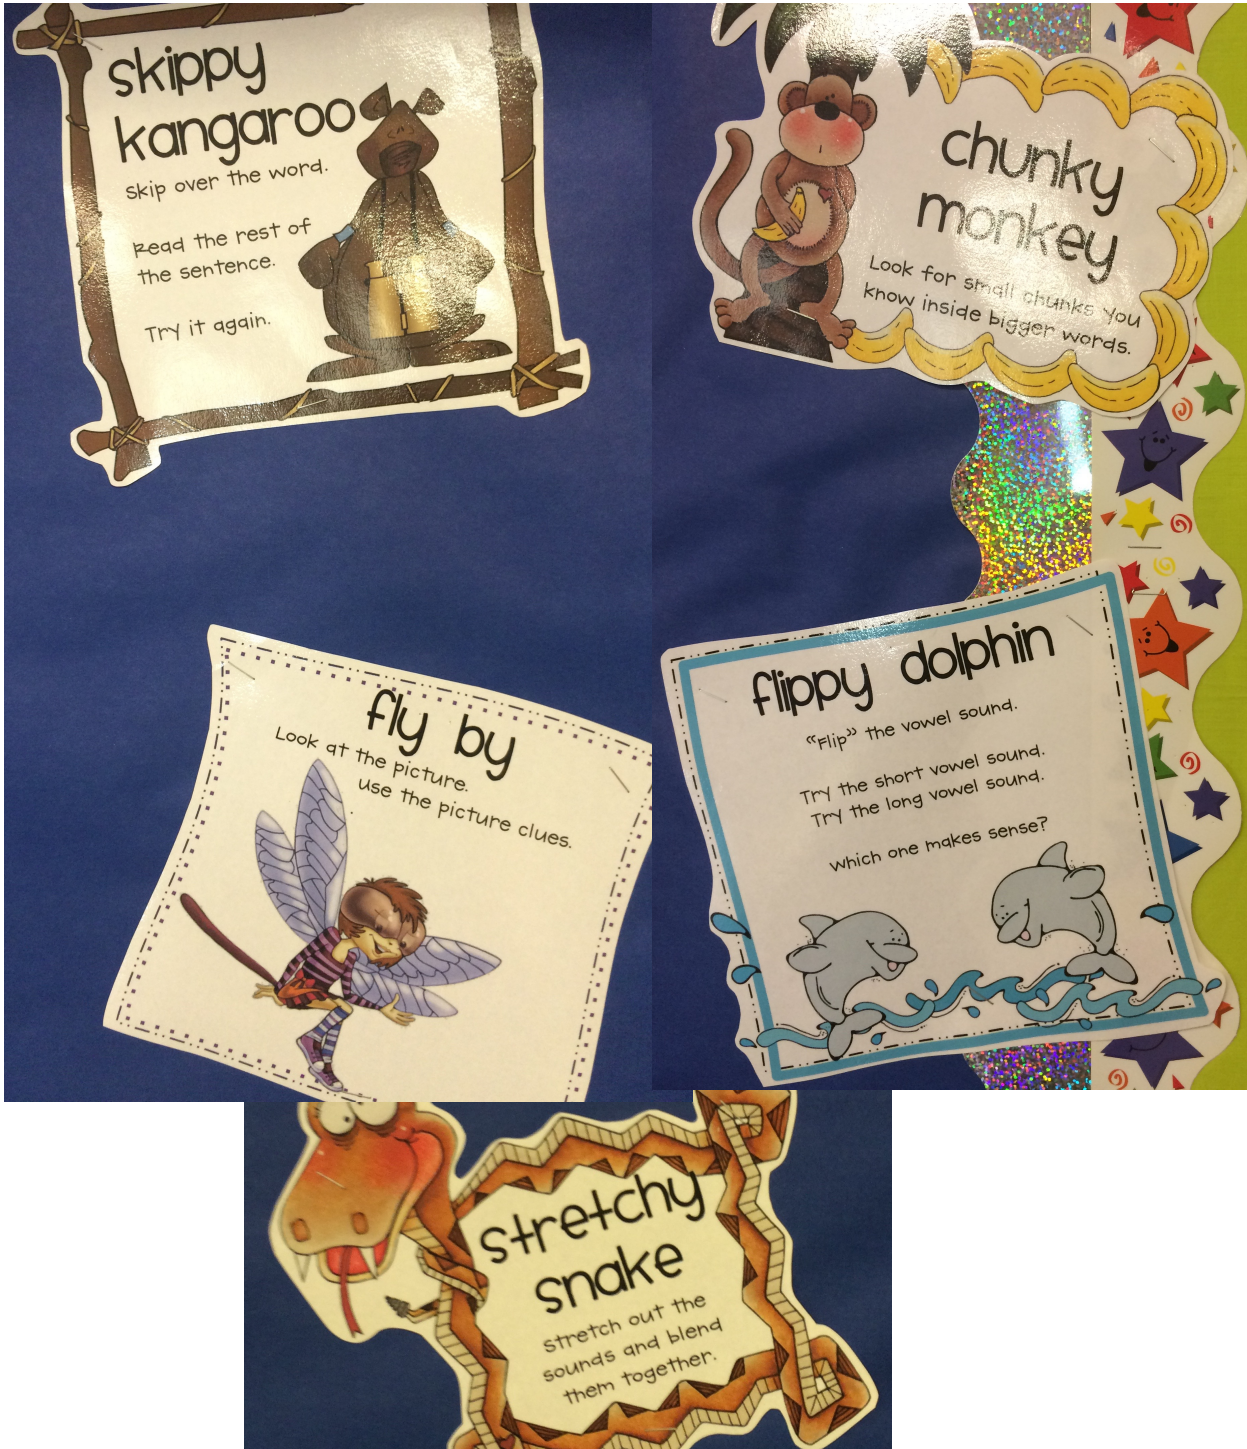 skippy
kangaroo
Skip over the word.
Read the rest of
the sentence.
Try it again.
chunky
monkey
Look for small chunks you
know inside bigger words.
fly by
Look at the picture.
use the picture clues.
flippy dolphin
“Flip” the vowel sound.
Try the short vowel sound.
Try the long vowel sound.
Which one makes sense?
stretchy
snake
Stretch out the
sounds and blend
them together.